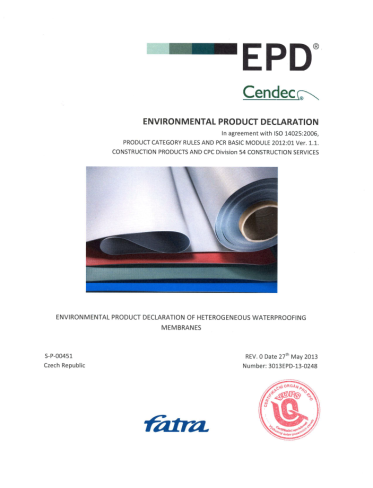 EPD®
Cendec
ENVIRONMENTAL PRODUCT DECLARATION
In agreement with ISO 14025:2006,
PRODUCT CATEGORY RULES AND PCR BASIC MODULE 2012:01 Ver. 1.1.
CONSTRUCTION PRODUCTS AND CPC Division 54 CONSTRUCTION SERVICES
ENVIRONMENTAL PRODUCT DECLARATION OF HETEROGENEOUS WATERPROOFING
MEMBRANES
S-P-00451
REV. 0 Date 27th May 2013
Czech Republic
Number: 3013EPD-13-0248
fatra